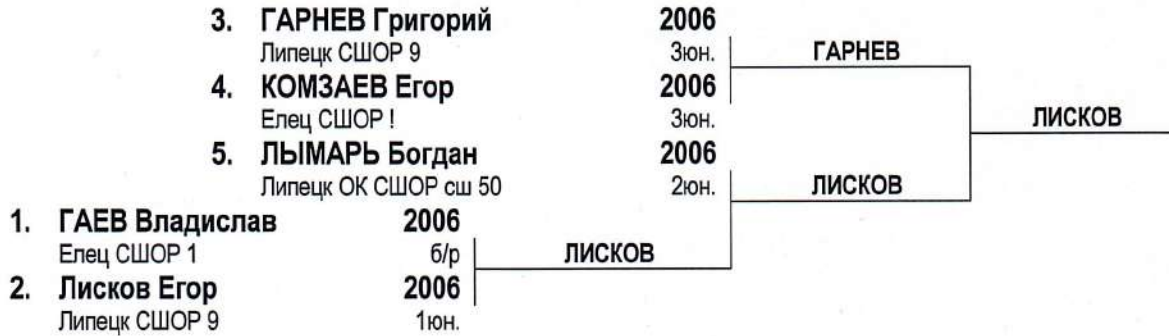 3. ГАРНЕВ Григорий 2006
Липецк СШОР 9 3юн.
ГАРНЕВ
4. КОМЗАЕВ Егор 2006
Елец СШОР ! 3юн.
ЛИСКОВ
5. ЛЫМАРЬ Богдан 2006
Липецк ОК СШОР сш 50 2юн.
ЛИСКОВ
1. ГАЕВ Владислав 2006
Елец СШОР 1 б/р
ЛИСКОВ
2. Лисков Егор 2006
Липецк СШОР 9 1юн.